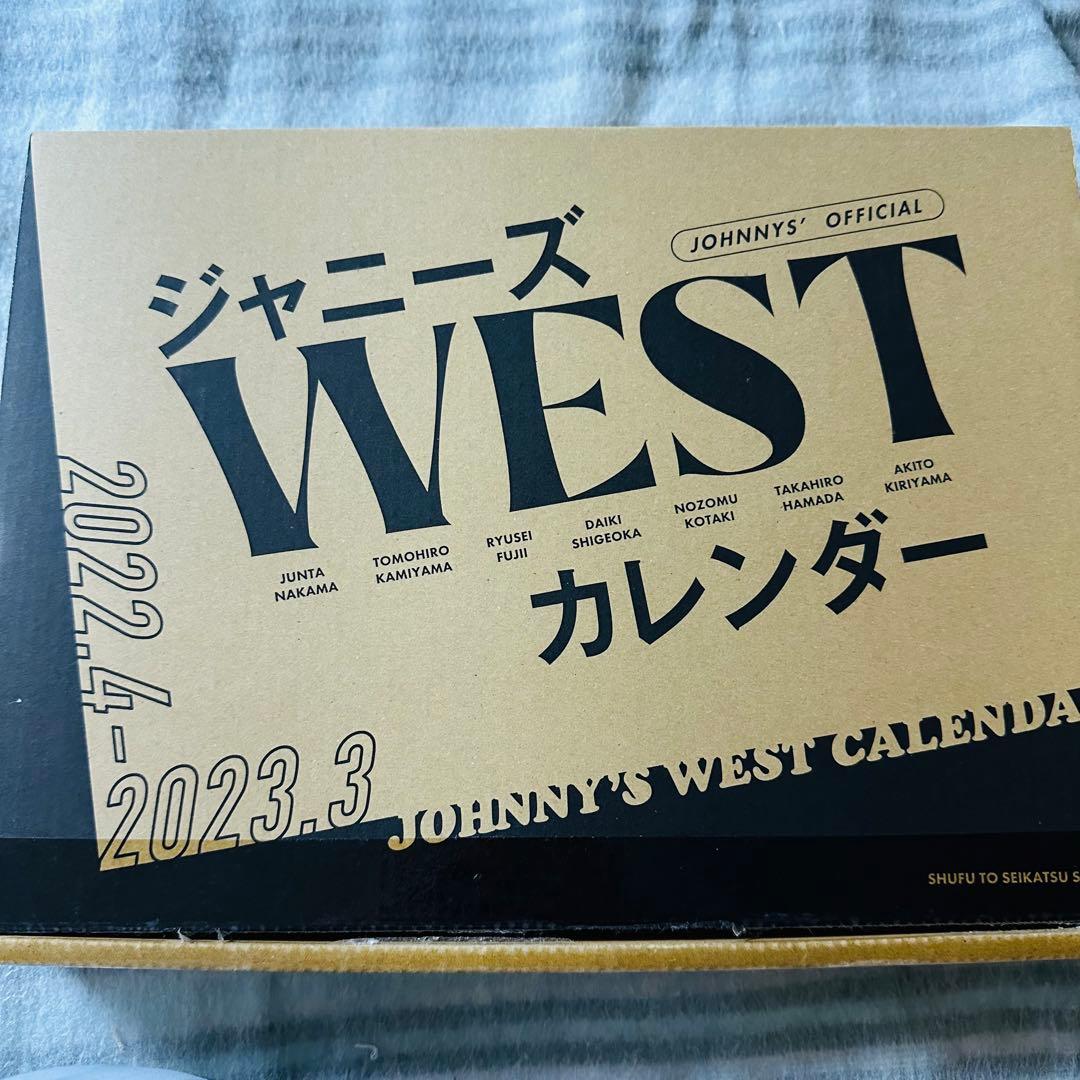 JOHNNYS' OFFICIAL
ジャニーズ
WEST
JUNTA
NAKAMA
TOMOHIRO
KAMIYAMA
RYUSEI
FUJII
DAIKI
SHIGEOKA
NOZOMU
KOTAKI
TAKAHIRO
HAMADA
AKITO
KIRIYAMA
カレンダー
2022.4-
2023.3
JOHNNY'S WEST CALENDA
SHUFU TO SEIKATSU S